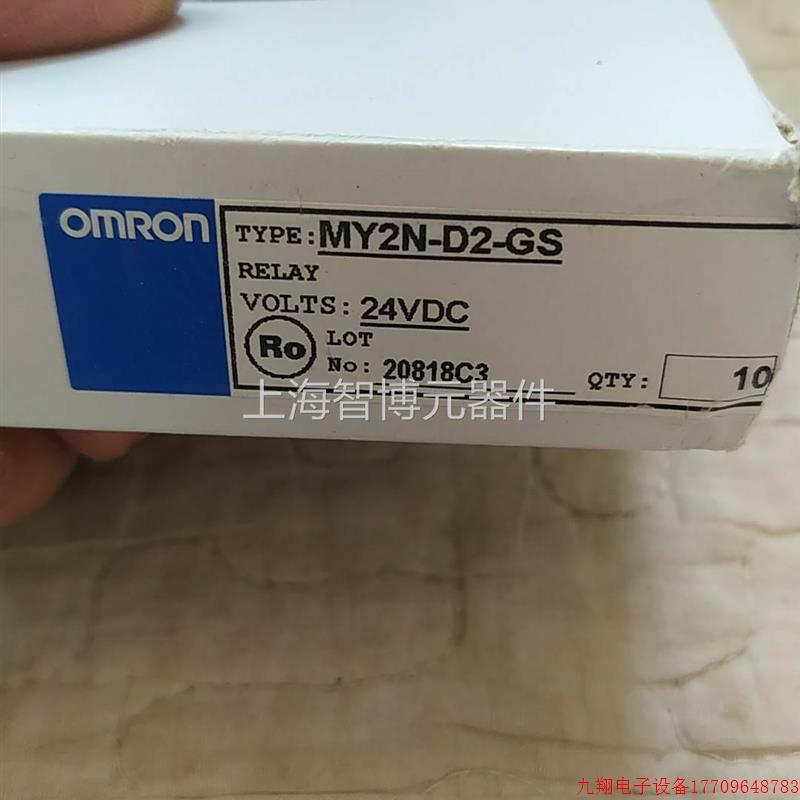 OMRON
TYPE: MY2N-D2-GS
RELAY
VOLTS: 24VDC
Ro
LOT
No: 20818C3
QTY: 10
上海智博元器件
九翔电子设备17709648783